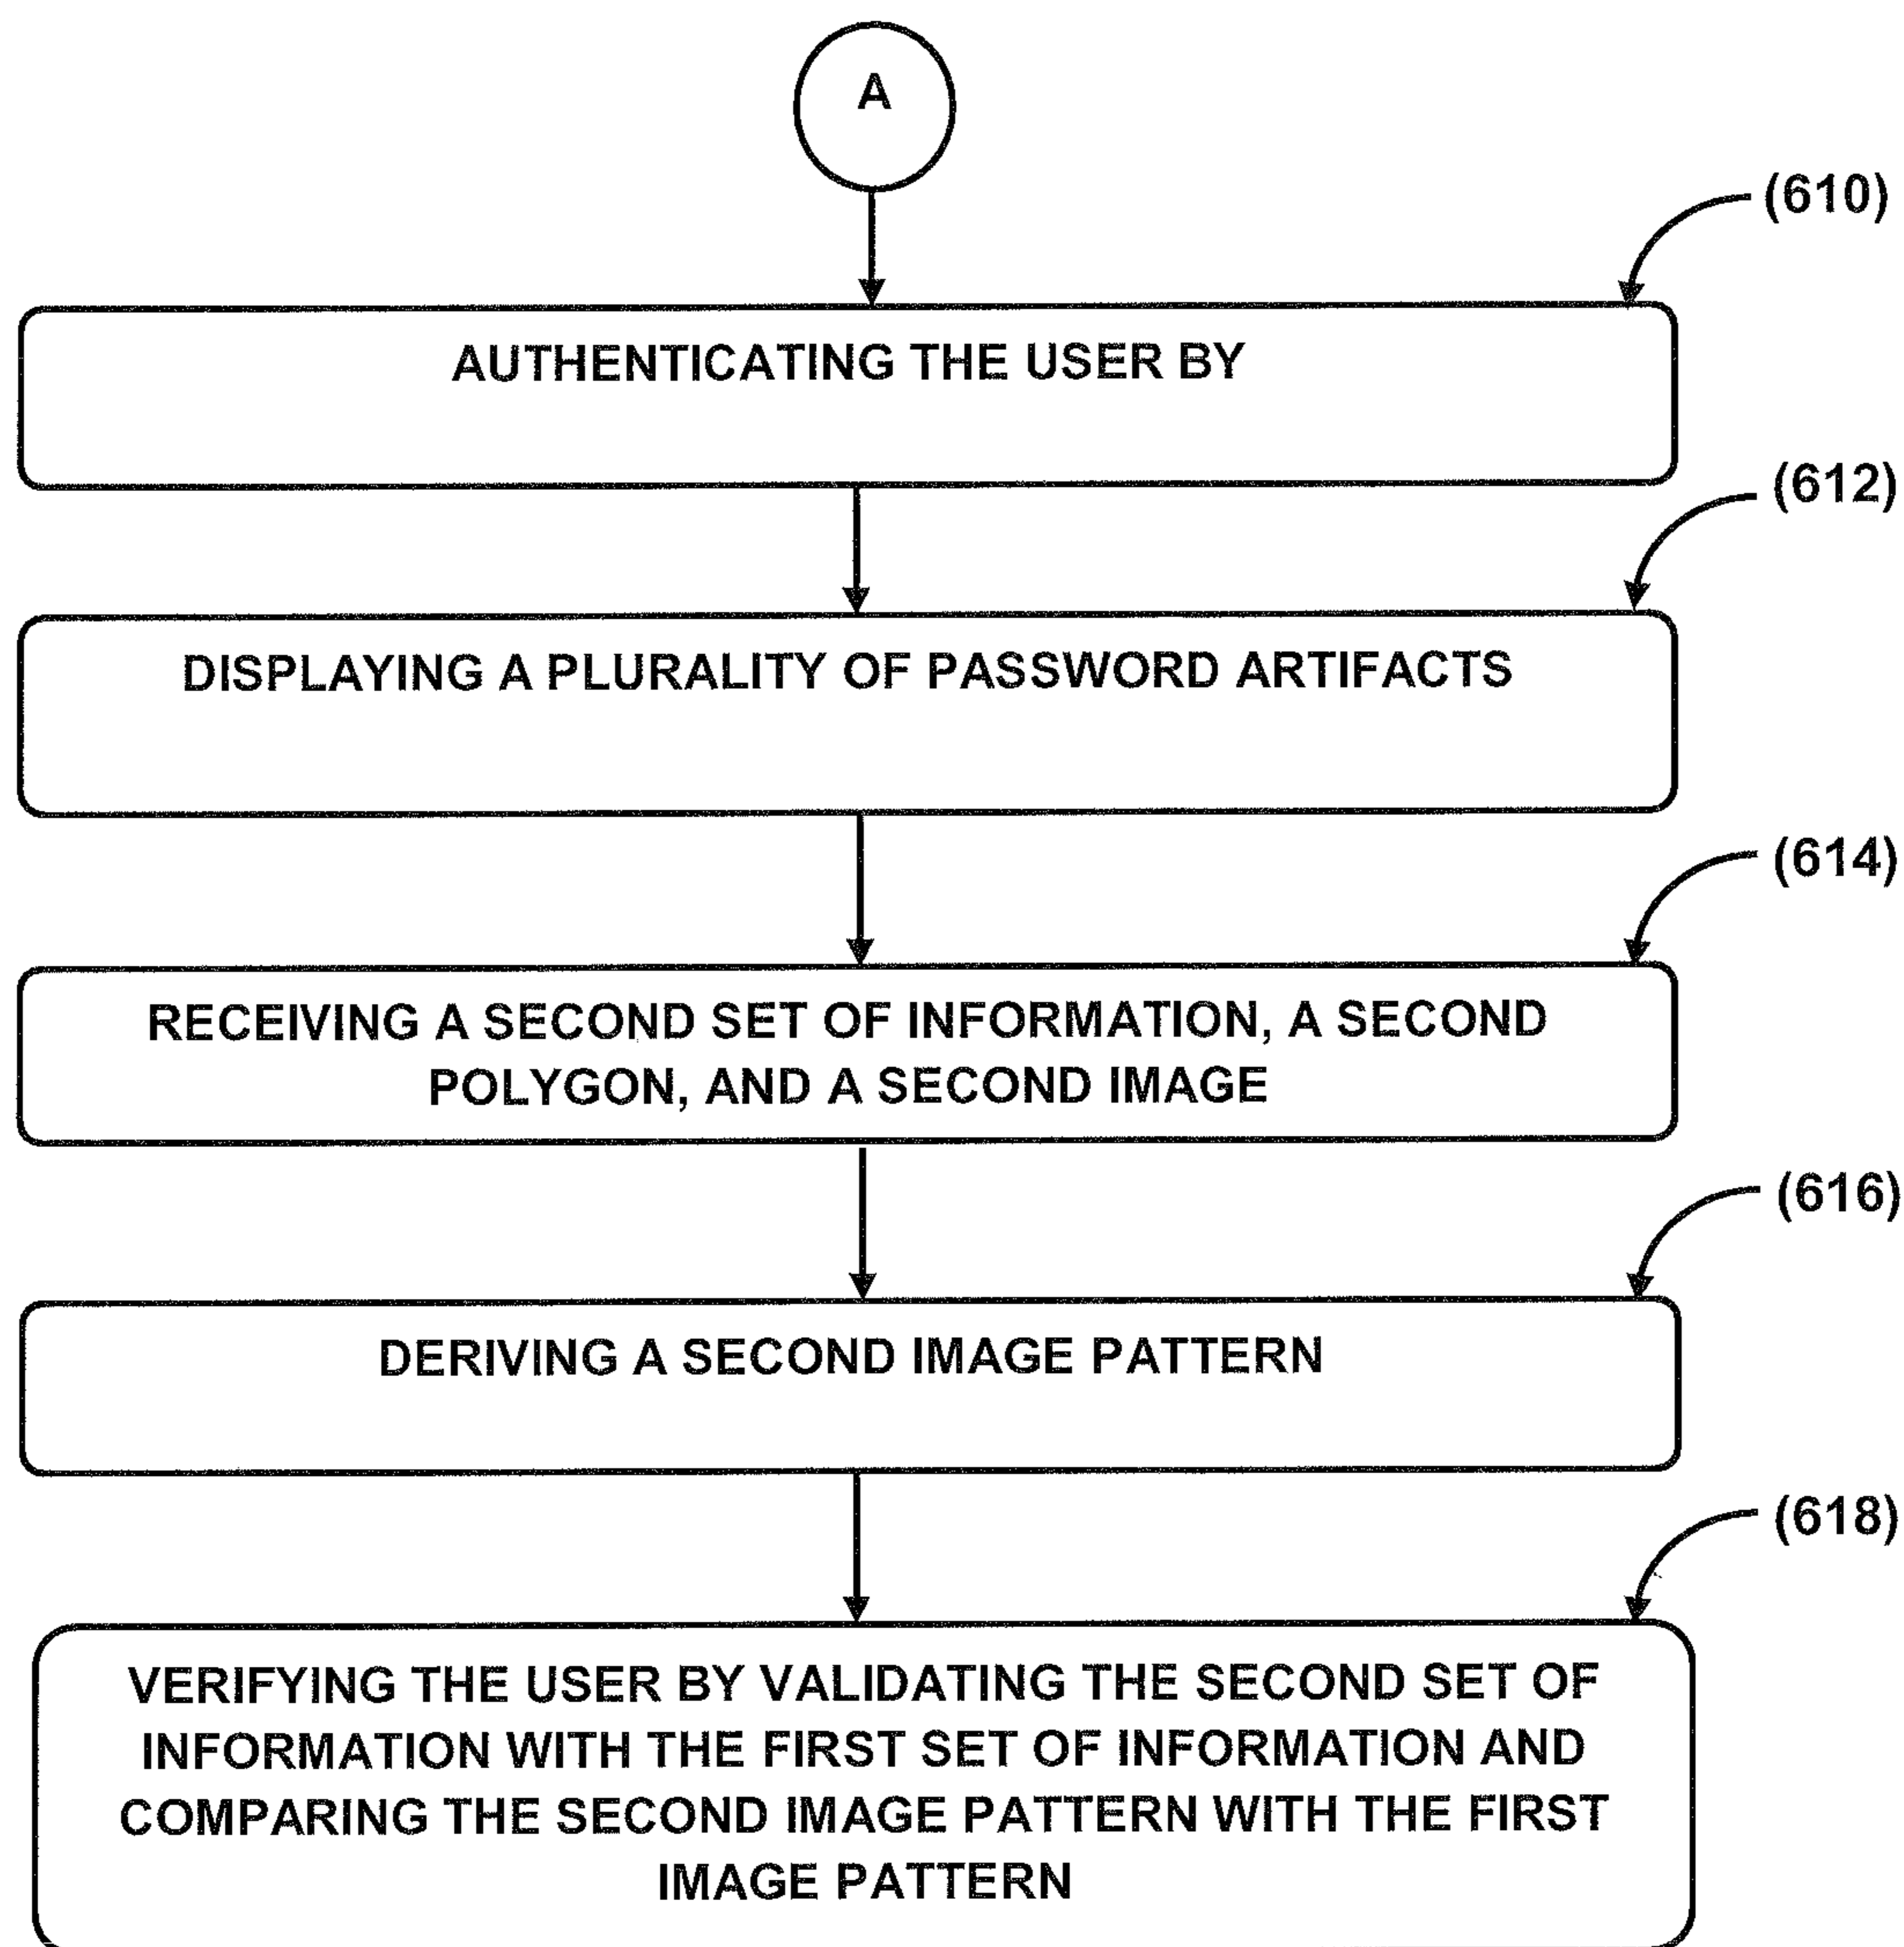 A
(610)
AUTHENTICATING THE USER BY
(612)
DISPLAYING A PLURALITY OF PASSWORD ARTIFACTS
(614)
RECEIVING A SECOND SET OF INFORMATION, A SECOND
POLYGON, AND A SECOND IMAGE
(616)
DERIVING A SECOND IMAGE PATTERN
(618)
VERIFYING THE USER BY VALIDATING THE SECOND SET OF
INFORMATION WITH THE FIRST SET OF INFORMATION AND
COMPARING THE SECOND IMAGE PATTERN WITH THE FIRST
IMAGE PATTERN